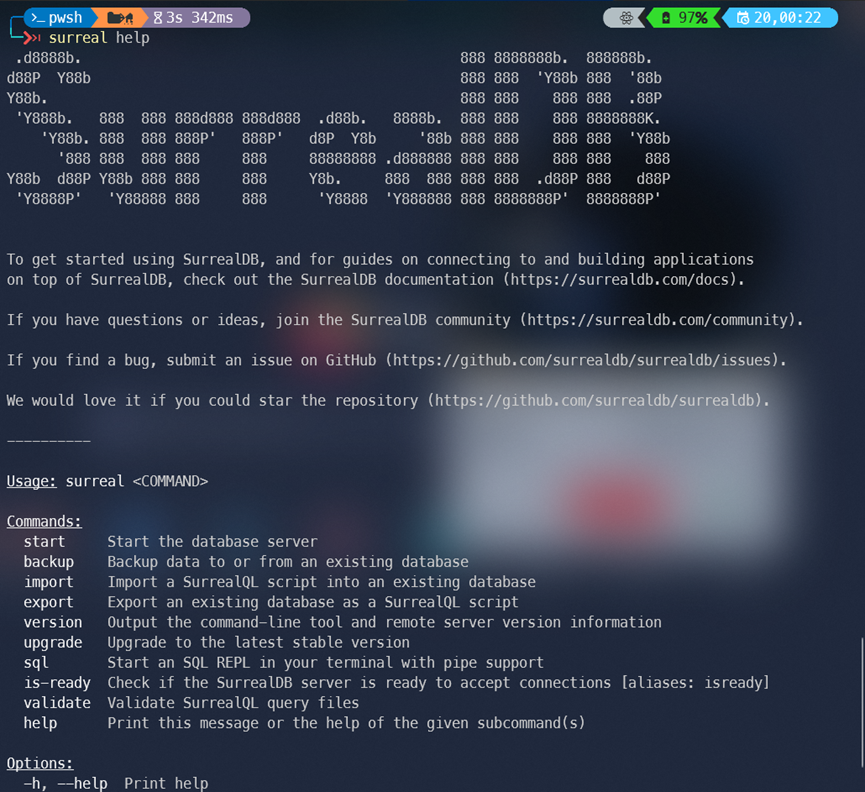 pwsh 3s 342ms 97% 20,00:22
surreal help
 .d8888b.                                             888 8888888b.  888888b.
d88P  Y88b                                            888 888  'Y88b 888  '88b
Y88b.                                                 888 888    888 888  .88P
 'Y888b.   888  888 888d888 888d888  .d88b.   8888b.  888 888    888 8888888K.
    'Y88b. 888  888 888P'   888P'   d8P  Y8b     '88b 888 888    888 888  'Y88b
      '888 888  888 888     888     88888888 .d888888 888 888    888 888    888
Y88b  d88P Y88b 888 888     888     Y8b.     888  888 888 888  .d88P 888   d88P
 'Y8888P'   'Y88888 888     888      'Y8888  'Y888888 888 8888888P'  8888888P'
To get started using SurrealDB, and for guides on connecting to and building applications
on top of SurrealDB, check out the SurrealDB documentation (https://surrealdb.com/docs).
If you have questions or ideas, join the SurrealDB community (https://surrealdb.com/community).
If you find a bug, submit an issue on GitHub (https://github.com/surrealdb/surrealdb/issues).
We would love it if you could star the repository (https://github.com/surrealdb/surrealdb).
----------
Usage: surreal <COMMAND>
Commands:
start Start the database server
backup Backup data to or from an existing database
import Import a SurrealQL script into an existing database
export Export an existing database as a SurrealQL script
version Output the command-line tool and remote server version information
upgrade Upgrade to the latest stable version
sql Start an SQL REPL in your terminal with pipe support
is-ready Check if the SurrealDB server is ready to accept connections [aliases: isready]
validate Validate SurrealQL query files
help Print this message or the help of the given subcommand(s)
Options:
-h, --help Print help